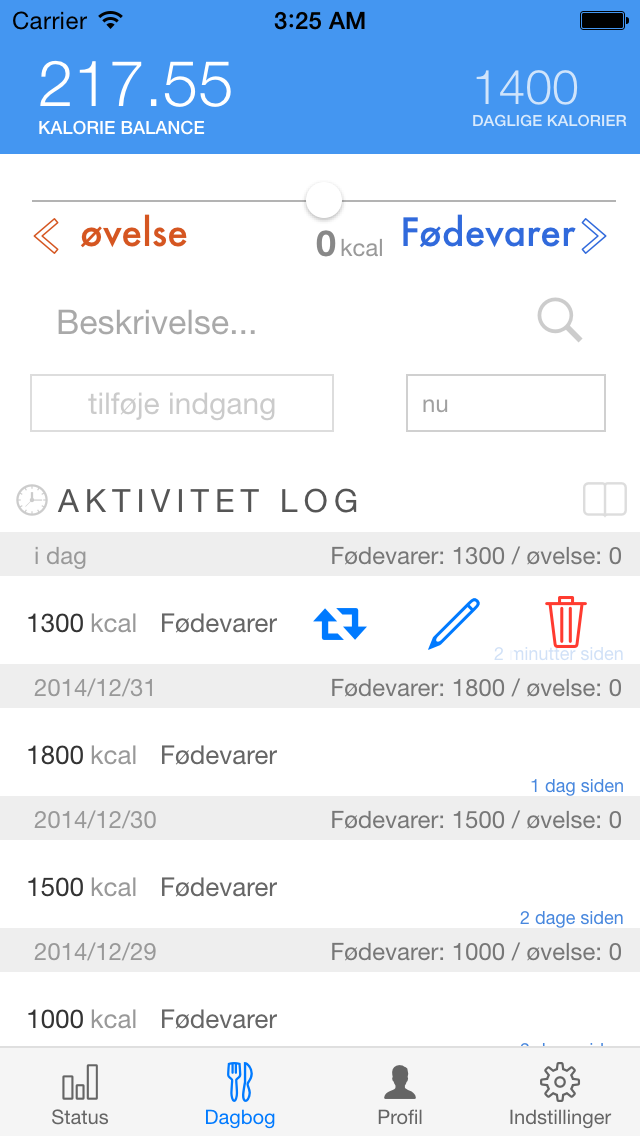 Carrier 3:25 AM
217.55 1400
KALORIE BALANCE DAGLIGE KALORIER
øvelse 0 kcal Fødevarer
Beskrivelse...
tilføje indgang nu
AKTIVITET LOG
i dag Fødevarer: 1300 / øvelse: 0
1300 kcal Fødevarer
2 minutter siden
2014/12/31 Fødevarer: 1800 / øvelse: 0
1800 kcal Fødevarer
1 dag siden
2014/12/30 Fødevarer: 1500 / øvelse: 0
1500 kcal Fødevarer
2 dage siden
2014/12/29 Fødevarer: 1000 / øvelse: 0
1000 kcal Fødevarer
Status Dagbog Profil Indstillinger